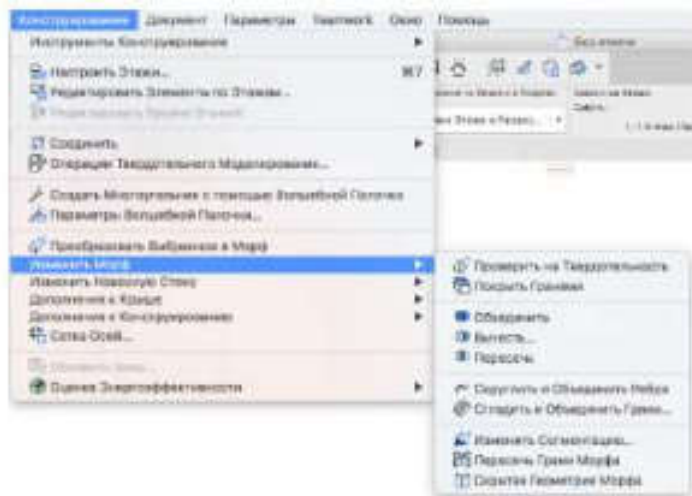 Конструирование Документ Параметры Teamwork Окно Помощь
Инструменты Конструирования
Настроить Этажи... ⌘7
Редактировать Элементы по Этажам...
Соединить
Операции Твердотельного Моделирования...
Создать Многоугольник с помощью Волшебной Палочки
Параметры Волшебной Палочки...
Преобразовать Выбранное в Морф
Изменить Морф
Изменить Навесную Стену
Дополнения к Крыше
Дополнения к Конструированию
Сетка Осей...
Оценка Энергоэффективности
Проверить на Твердотельность
Покрыть Гранями
Объединить
Вычесть...
Пересечь
Скруглить и Объединить Ребра
Сгладить и Объединить Грани...
Изменить Сегментацию...
Пересечь Грани Морфа
Скрытая Геометрия Морфа